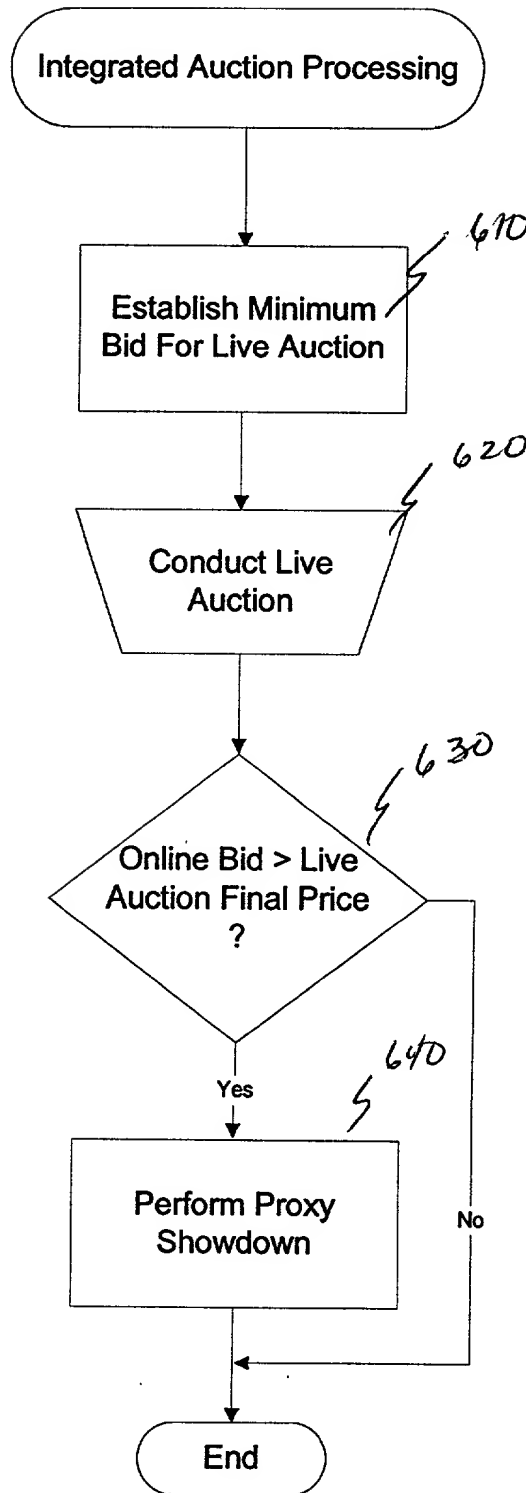 Integrated Auction Processing
610
Establish Minimum
Bid For Live Auction
620
Conduct Live
Auction
630
Online Bid > Live
Auction Final Price
?
Yes
640
Perform Proxy
Showdown
No
End